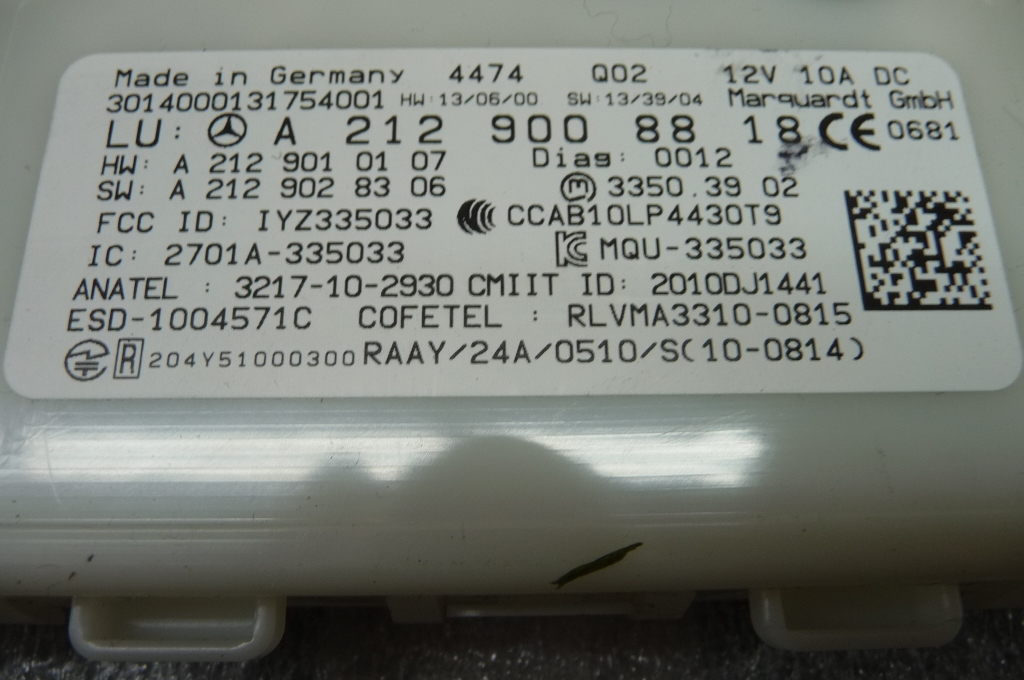 Made in Germany 4474 Q02 12V 10A DC
3014000131754001 HW:13/06/00 SW:13/39/04 Marquardt GmbH
LU: A 212 900 88 18 CE 0681
HW: A 212 901 01 07 Diag: 0012
SW: A 212 902 83 06 M 3350.39 02
FCC ID: IYZ335033 CCAB10LP4430T9
IC: 2701A-335033 KC MQU-335033
ANATEL : 3217-10-2930 CMIIT ID: 2010DJ1441
ESD-1004571C COFETEL : RLVMA3310-0815
R 204Y51000300 RAAY/24A/0510/S(10-0814)